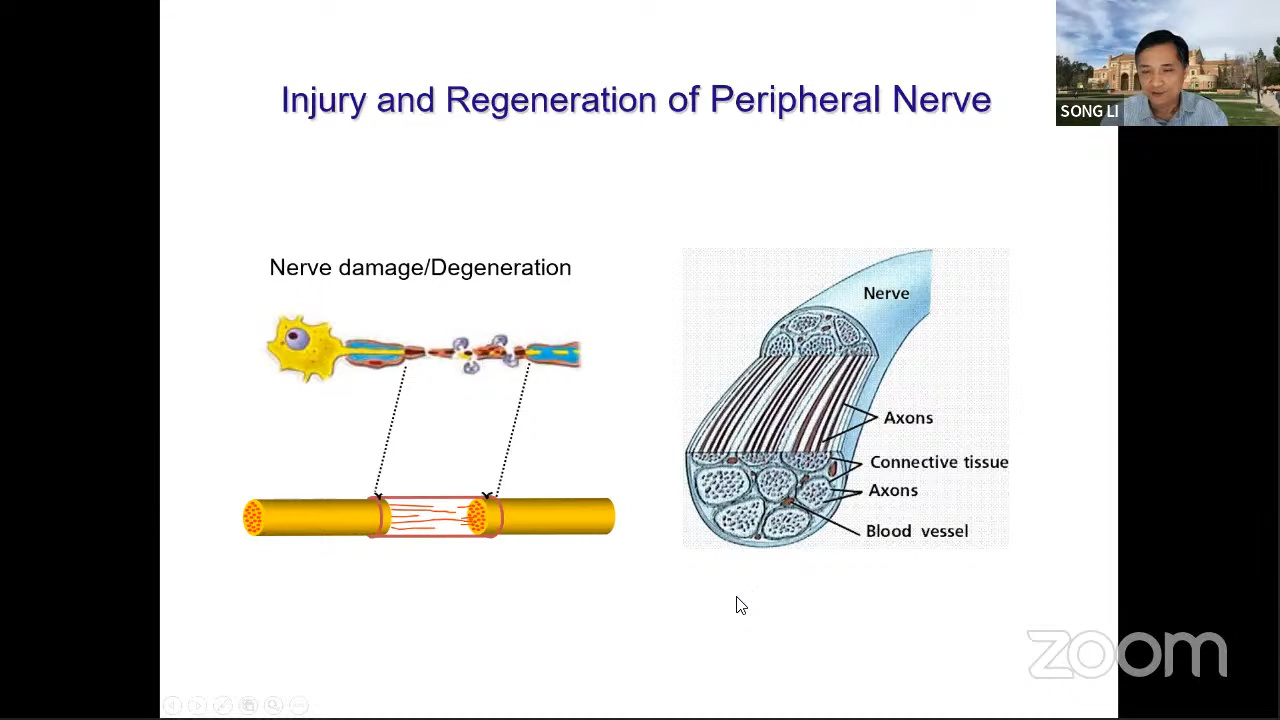 Injury and Regeneration of Peripheral Nerve
SONG LI
Nerve damage/Degeneration
Nerve
Axons
Connective tissue
Axons
Blood vessel
zoom